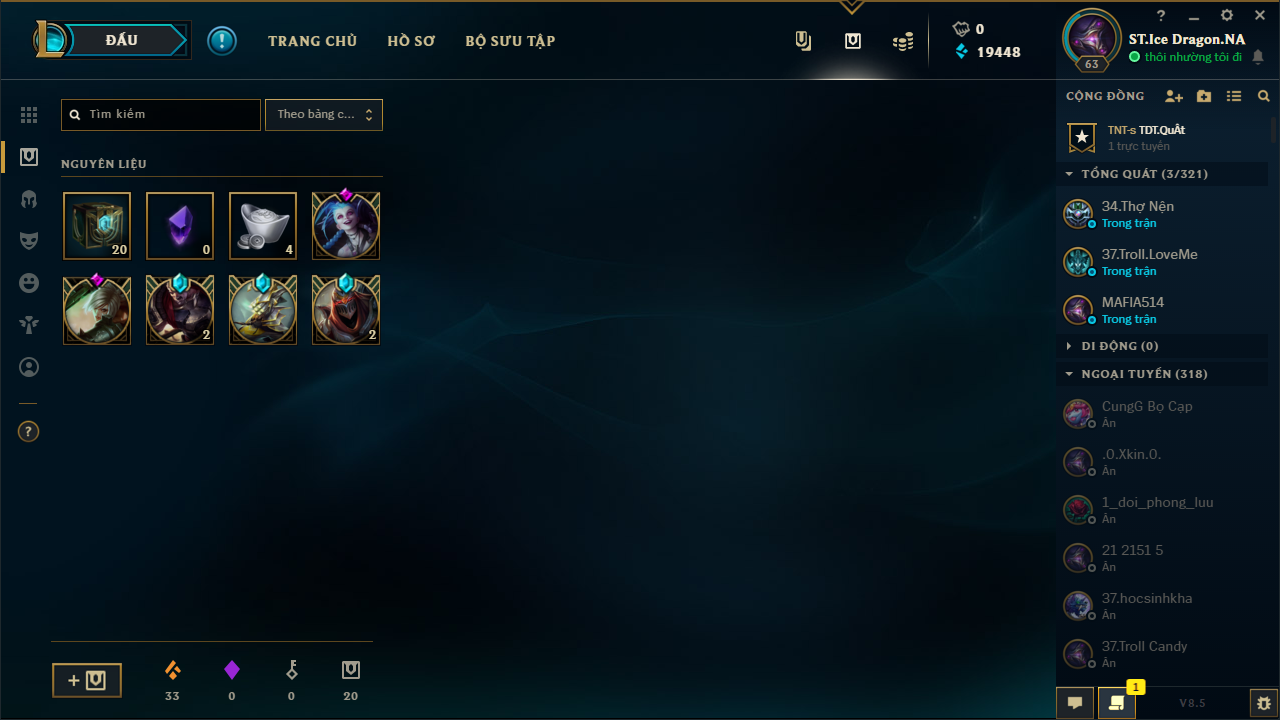 ĐẤU
TRANG CHỦ
HỒ SƠ
BỘ SƯU TẬP
0
19448
63
ST.Ice Dragon.NA
thôi nhường tôi đi
Tìm kiếm
Theo bảng c...
NGUYÊN LIỆU
20
0
4
2
2
33
0
0
20
CỘNG ĐỒNG
TNT-s TDT.QuÂt
1 trực tuyến
TỔNG QUÁT (3/321)
34.Thợ Nện
Trong trận
37.Troll.LoveMe
Trong trận
MAFIA514
Trong trận
DI ĐỘNG (0)
NGOẠI TUYẾN (318)
CungG Bọ Cạp
Ẩn
.O.Xkin.O.
Ẩn
1_doi_phong_luu
Ẩn
21 2151 5
Ẩn
37.hocsinhkha
Ẩn
37.Troll Candy
Ẩn
1
V8.5